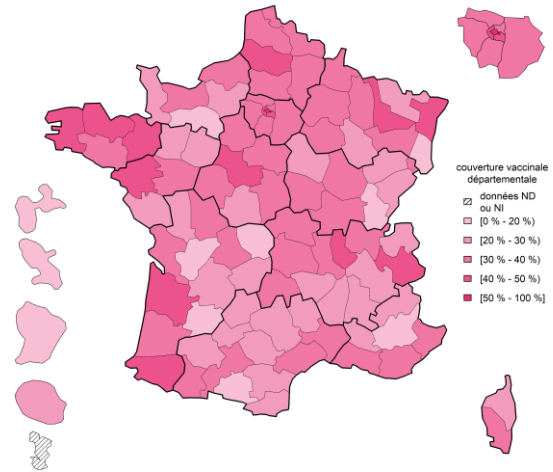 couverture vaccinale
départementale
données ND
ou NI
[0 % - 20 %)
[20 % - 30 %)
[30 % - 40 %)
[40 % - 50 %)
[50 % - 100 %]